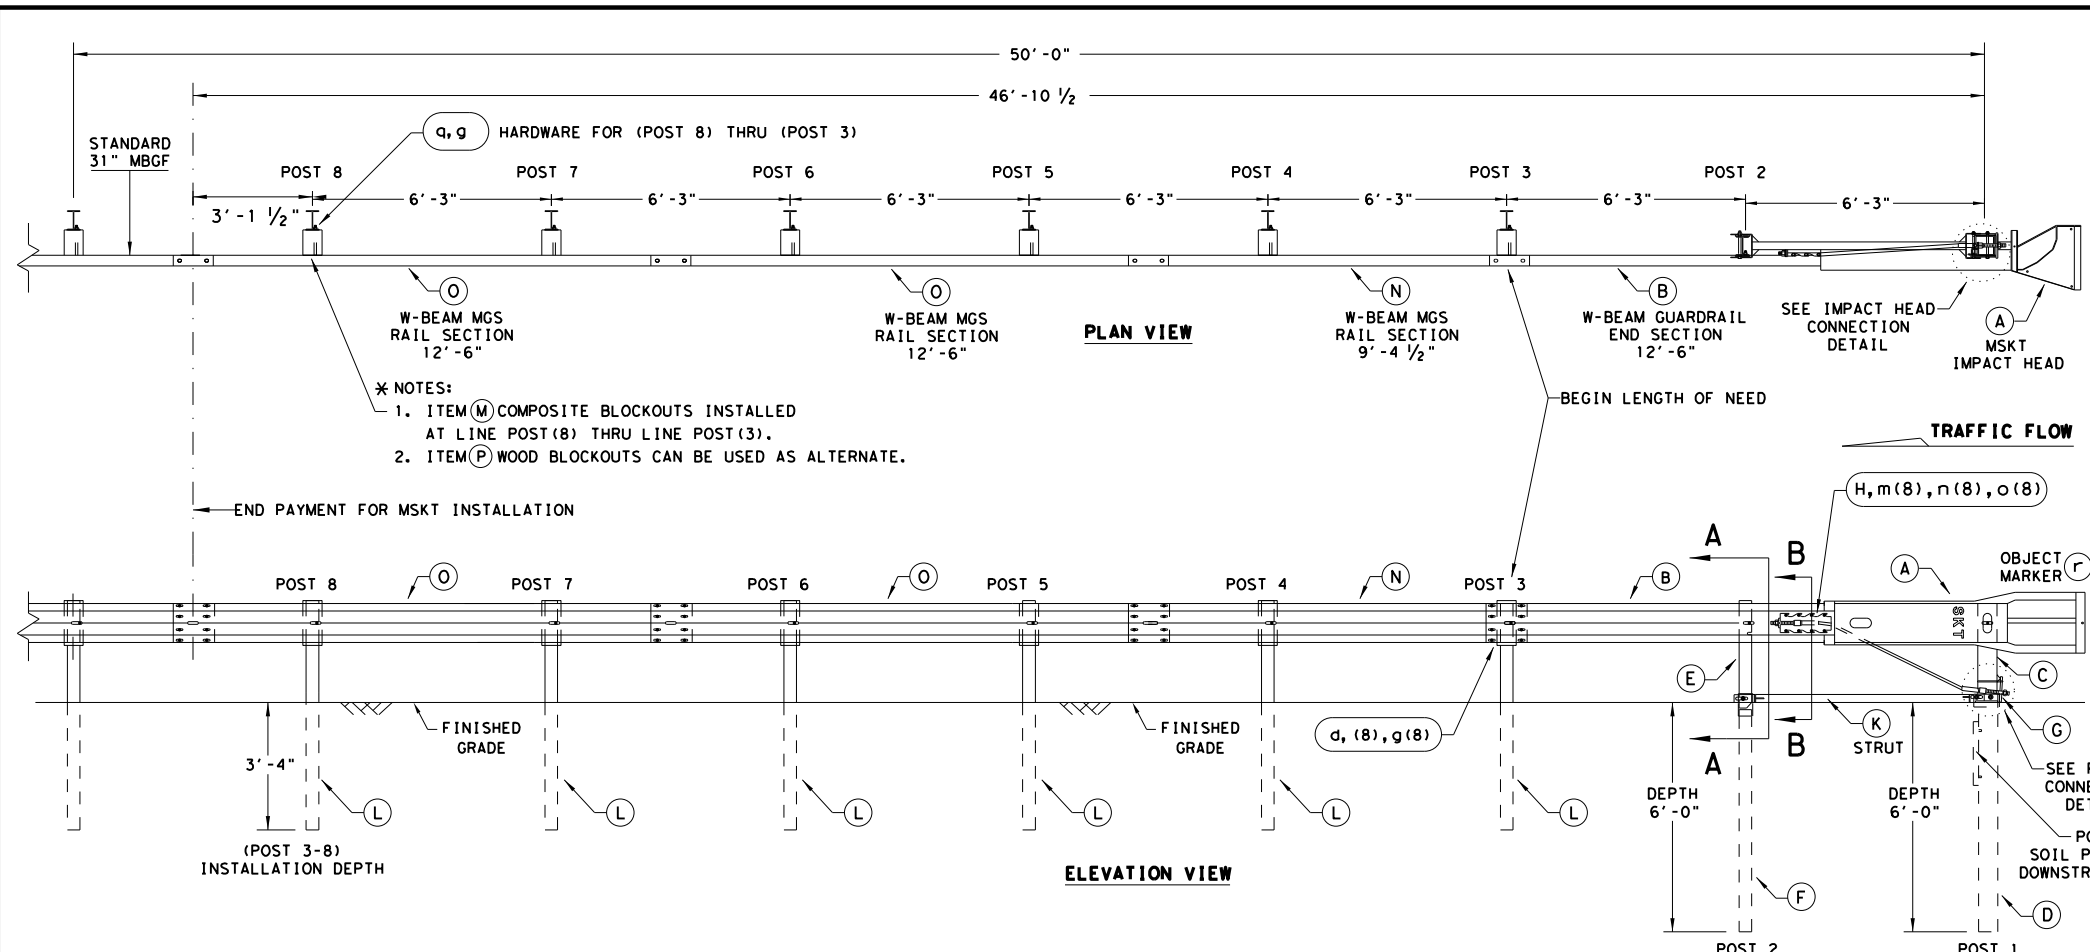 50'-0"
46'-10 1/2
STANDARD
31" MBGF
q,g HARDWARE FOR (POST 8) THRU (POST 3)
POST 8 POST 7 POST 6 POST 5 POST 4 POST 3 POST 2
3'-1 1/2" 6'-3" 6'-3" 6'-3" 6'-3" 6'-3" 6'-3" 6'-3"
O O N B
W-BEAM MGS
RAIL SECTION
12'-6"
W-BEAM MGS
RAIL SECTION
12'-6"
PLAN VIEW
W-BEAM MGS
RAIL SECTION
9'-4 1/2"
W-BEAM GUARDRAIL
END SECTION
12'-6"
SEE IMPACT HEAD
CONNECTION
DETAIL
A
MSKT
IMPACT HEAD
* NOTES:
1. ITEM M COMPOSITE BLOCKOUTS INSTALLED
AT LINE POST(8) THRU LINE POST(3).
2. ITEM P WOOD BLOCKOUTS CAN BE USED AS ALTERNATE.
BEGIN LENGTH OF NEED
TRAFFIC FLOW
END PAYMENT FOR MSKT INSTALLATION
H,m(8),n(8),o(8)
A B
OBJECT
MARKER r
A
POST 8 O POST 7 POST 6 O POST 5 POST 4 N POST 3 B
SKT
E
C
FINISHED
GRADE
FINISHED
GRADE
d,(8),g(8)
K
STRUT
G
A B
3'-4"
L L L L L
DEPTH
6'-0"
DEPTH
6'-0"
SEE
CONNE
DET
(POST 3-8)
INSTALLATION DEPTH
ELEVATION VIEW
PO
SOIL P
DOWNSTR
F
D
POST 2 POST 1